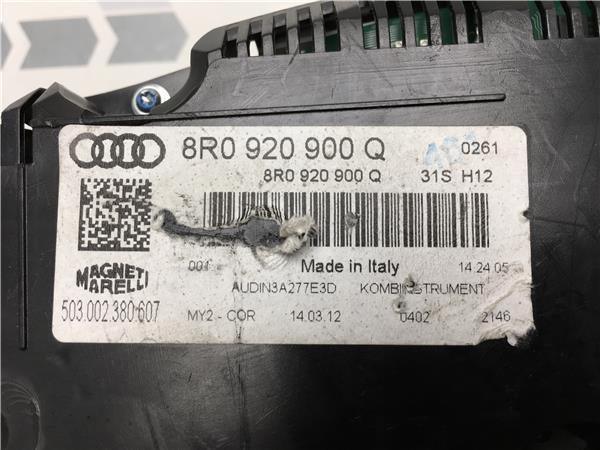 8R0 920 900 Q 0261
8R0 920 900 Q 31S H12
001 Made in Italy 14:24:05
MAGNETI MARELLI AUDIN3A277E3D KOMBIINSTRUMENT
503.002.380.607 MY2-COR 14.03.12 0402 2146